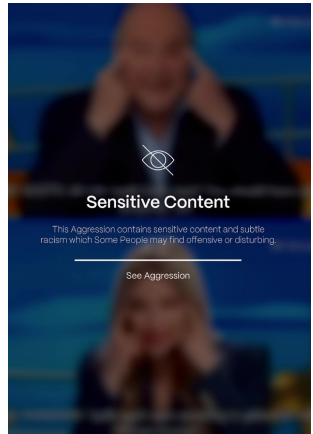 Sensitive Content
This Aggression contains sensitive content and subtle
racism which Some People may find offensive or disturbing.
See Aggression